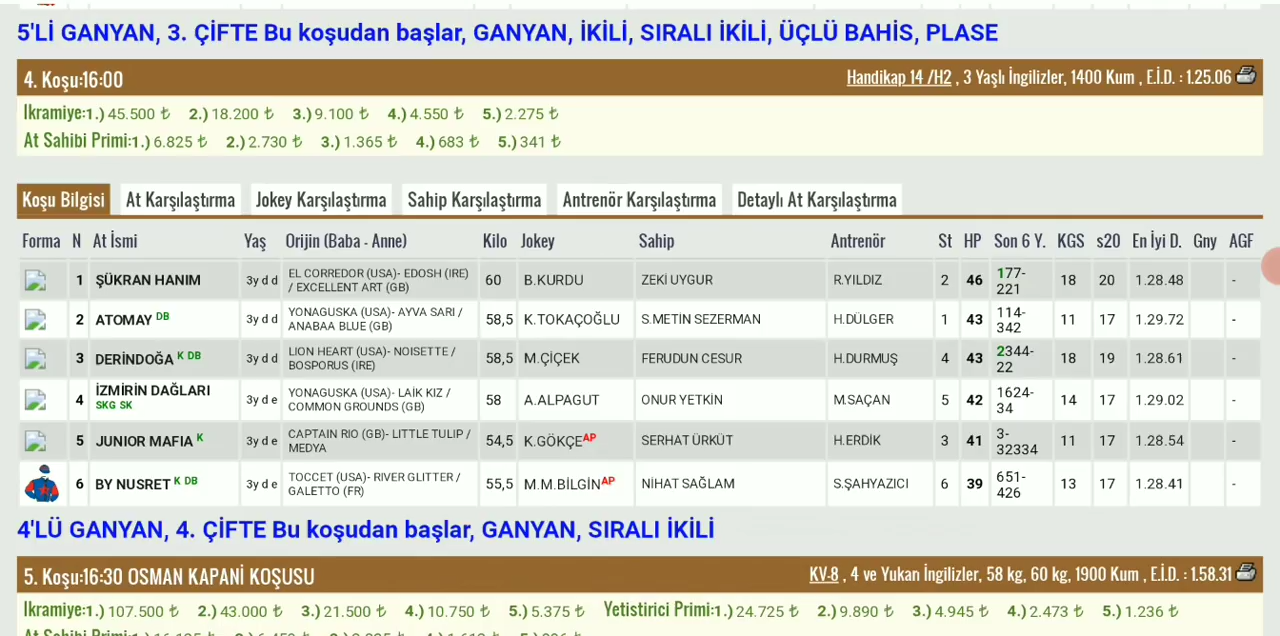 5'Lİ GANYAN, 3. ÇİFTE Bu koşudan başlar, GANYAN, İKİLİ, SIRALI İKİLİ, ÜÇLÜ BAHİS, PLASE
4. Koşu:16:00 Handikap 14 /H2 , 3 Yaşlı İngilizler, 1400 Kum , E.İ.D. : 1.25.06
Ikramiye:1.) 45.500 ₺ 2.) 18.200 ₺ 3.) 9.100 ₺ 4.) 4.550 ₺ 5.) 2.275 ₺
At Sahibi Primi:1.) 6.825 ₺ 2.) 2.730 ₺ 3.) 1.365 ₺ 4.) 683 ₺ 5.) 341 ₺
Koşu Bilgisi At Karşılaştırma Jokey Karşılaştırma Sahip Karşılaştırma Antrenör Karşılaştırma Detaylı At Karşılaştırma
Forma N At İsmi Yaş Orijin (Baba - Anne) Kilo Jokey Sahip Antrenör St HP Son 6 Y. KGS s20 En İyi D. Gny AGF
1 ŞÜKRAN HANIM 3y d d EL CORREDOR (USA)- EDOSH (IRE) / EXCELLENT ART (GB) 60 B.KURDU ZEKİ UYGUR R.YILDIZ 2 46 177-221 18 20 1.28.48 -
2 ATOMAY DB 3y d d YONAGUSKA (USA)- AYVA SARI / ANABAA BLUE (GB) 58,5 K.TOKAÇOĞLU S.METİN SEZERMAN H.DÜLGER 1 43 114-342 11 17 1.29.72 -
3 DERİNDOĞA K DB 3y d d LION HEART (USA)- NOISETTE / BOSPORUS (IRE) 58,5 M.ÇİÇEK FERUDUN CESUR H.DURMUŞ 4 43 2344-22 18 19 1.28.61 -
4 İZMİRİN DAĞLARI SKG SK 3y d e YONAGUSKA (USA)- LAİK KIZ / COMMON GROUNDS (GB) 58 A.ALPAGUT ONUR YETKİN M.SAÇAN 5 42 1624-34 14 17 1.29.02 -
5 JUNIOR MAFIA K 3y d e CAPTAIN RIO (GB)- LITTLE TULIP / MEDYA 54,5 K.GÖKÇE AP SERHAT ÜRKÜT H.ERDİK 3 41 3-32334 11 17 1.28.54 -
6 BY NUSRET K DB 3y d e TOCCET (USA)- RIVER GLITTER / GALETTO (FR) 55,5 M.M.BİLGİN AP NİHAT SAĞLAM S.ŞAHYAZICI 6 39 651-426 13 17 1.28.41 -
4'LÜ GANYAN, 4. ÇİFTE Bu koşudan başlar, GANYAN, SIRALI İKİLİ
5. Koşu:16:30 OSMAN KAPANİ KOŞUSU KV-8 , 4 ve Yukarı İngilizler, 58 kg, 60 kg, 1900 Kum , E.İ.D. : 1.58.31
Ikramiye:1.) 107.500 ₺ 2.) 43.000 ₺ 3.) 21.500 ₺ 4.) 10.750 ₺ 5.) 5.375 ₺ Yetistirici Primi:1.) 24.725 ₺ 2.) 9.890 ₺ 3.) 4.945 ₺ 4.) 2.473 ₺ 5.) 1.236 ₺